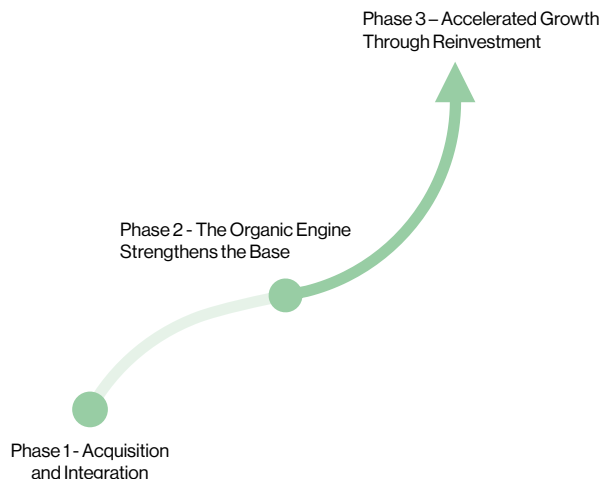 Phase 3 – Accelerated Growth
Through Reinvestment
Phase 2 - The Organic Engine
Strengthens the Base
Phase 1 - Acquisition
and Integration